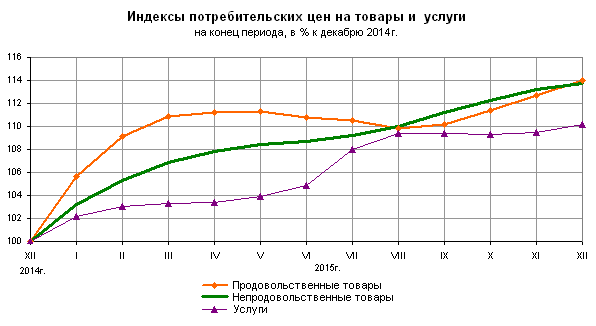 Индексы потребительских цен на товары и услуги
на конец периода, в % к декабрю 2014г.
116
114
112
110
108
106
104
102
100
XII I II III IV V VI VII VIII IX X XI XII
2014г. 2015г.
Продовольственные товары
Непродовольственные товары
Услуги